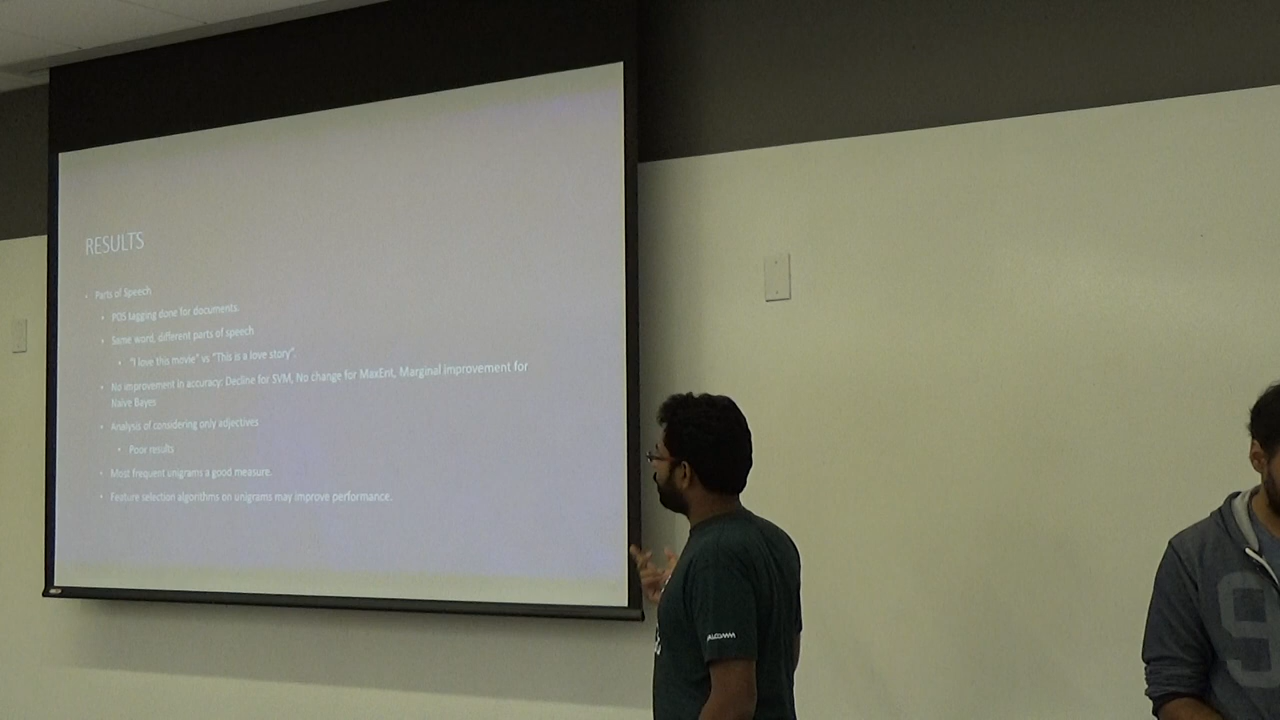 RESULTS
• Parts of Speech
• POS tagging done for documents.
• Same word, different parts of speech
• "I love this movie" vs "This is a love story".
• No improvement in accuracy: Decline for SVM, No change for MaxEnt, Marginal improvement for
Naive Bayes
• Analysis of considering only adjectives
• Poor results
• Most frequent unigrams a good measure.
• Feature selection algorithms on unigrams may improve performance.
9